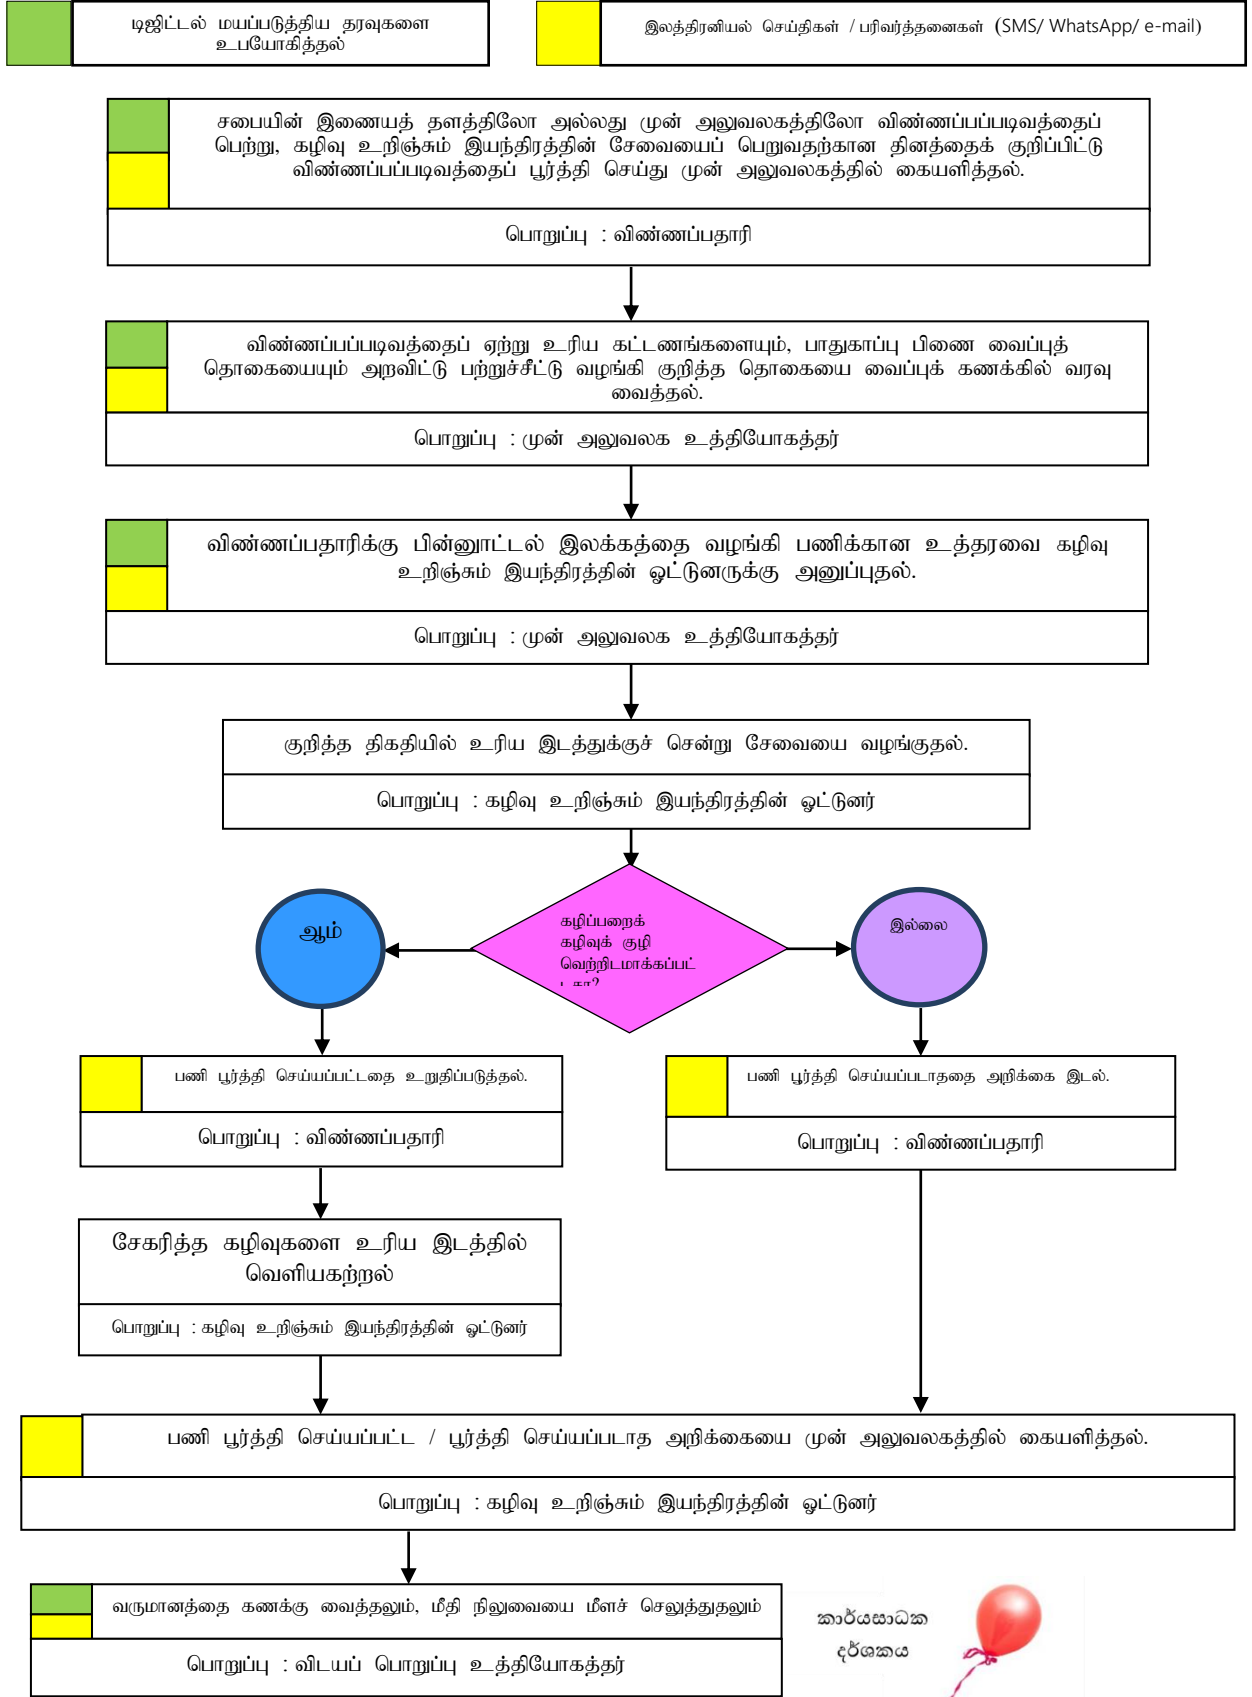 டிஜிட்டல் மயப்படுத்திய தரவுகளை
உபயோகித்தல்
இலத்திரனியல் செய்திகள் / பரிவர்த்தனைகள் (SMS/ WhatsApp/ e-mail)
சபையின் இணையத் தளத்திலோ அல்லது முன் அலுவலகத்திலோ விண்ணப்பப்படிவத்தைப்
பெற்று, கழிவு உறிஞ்சும் இயந்திரத்தின் சேவையைப் பெறுவதற்கான தினத்தைக் குறிப்பிட்டு
விண்ணப்பப்படிவத்தைப் பூர்த்தி செய்து முன் அலுவலகத்தில் கையளித்தல்.
பொறுப்பு : விண்ணப்பதாரி
விண்ணப்பப்படிவத்தைப் ஏற்று உரிய கட்டணங்களையும், பாதுகாப்பு பிணை வைப்புத்
தொகையையும் அறவிட்டு பற்றுச்சீட்டு வழங்கி குறித்த தொகையை வைப்புக் கணக்கில் வரவு
வைத்தல்.
பொறுப்பு : முன் அலுவலக உத்தியோகத்தர்
விண்ணப்பதாரிக்கு பின்னூட்டல் இலக்கத்தை வழங்கி பணிக்கான உத்தரவை கழிவு
உறிஞ்சும் இயந்திரத்தின் ஓட்டுனருக்கு அனுப்புதல்.
பொறுப்பு : முன் அலுவலக உத்தியோகத்தர்
குறித்த திகதியில் உரிய இடத்துக்குச் சென்று சேவையை வழங்குதல்.
பொறுப்பு : கழிவு உறிஞ்சும் இயந்திரத்தின் ஓட்டுனர்
கழிப்பறைக்
கழிவுக் குழி
வெற்றிடமாக்கப்பட்
டதா?
ஆம்
இல்லை
பணி பூர்த்தி செய்யப்பட்டதை உறுதிப்படுத்தல்.
பொறுப்பு : விண்ணப்பதாரி
பணி பூர்த்தி செய்யப்படாததை அறிக்கை இடல்.
பொறுப்பு : விண்ணப்பதாரி
சேகரித்த கழிவுகளை உரிய இடத்தில்
வெளியகற்றல்
பொறுப்பு : கழிவு உறிஞ்சும் இயந்திரத்தின் ஓட்டுனர்
பணி பூர்த்தி செய்யப்பட்ட / பூர்த்தி செய்யப்படாத அறிக்கையை முன் அலுவலகத்தில் கையளித்தல்.
பொறுப்பு : கழிவு உறிஞ்சும் இயந்திரத்தின் ஓட்டுனர்
வருமானத்தை கணக்கு வைத்தலும், மீதி நிலுவையை மீளச் செலுத்துதலும்
பொறுப்பு : விடயப் பொறுப்பு உத்தியோகத்தர்
කාර්යසාධක
දර්ශකය